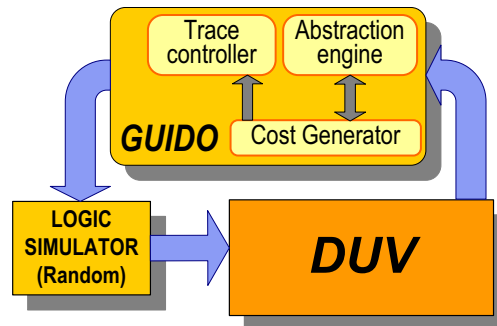 Trace
controller
Abstraction
engine
GUIDO
Cost Generator
LOGIC
SIMULATOR
(Random)
DUV